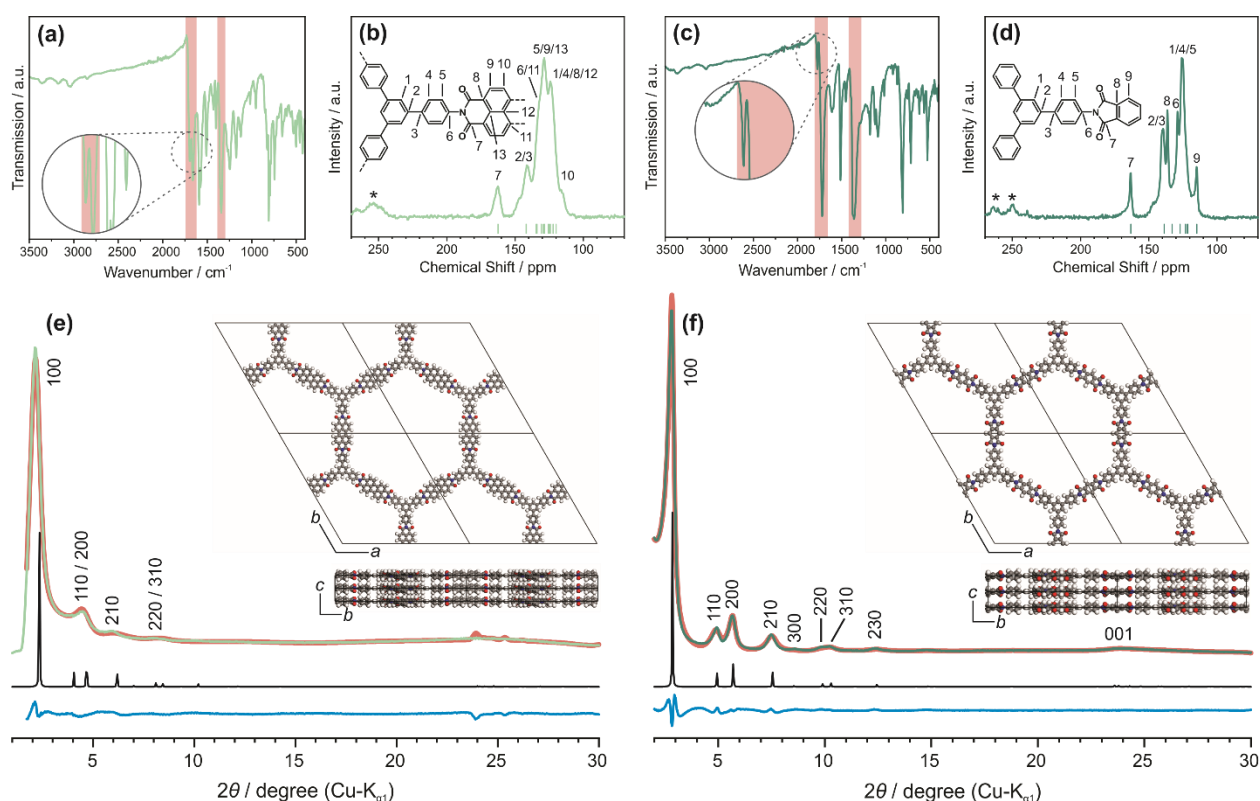 (a)
Transmission / a.u.
3500 2500 2000 1500 1000 500
Wavenumber / cm⁻¹
(b)
Intensity / a.u.
5/9/13
6/11
1/4/8/12
2/3
7
10
*
1
2
3
4
5
6
7
8
9
10
11
12
13
N
O
O
250 200 150 100
Chemical Shift / ppm
(c)
Transmission / a.u.
3500 2500 2000 1500 1000 500
Wavenumber / cm⁻¹
(d)
Intensity / a.u.
1/4/5
8
6
2/3
7
9
* *
1
2
3
4
5
6
7
8
9
N
O
O
250 200 150 100
Chemical Shift / ppm
(e)
100
110 / 200
210
220 / 310
b
a
c
b
5 10 15 20 25 30
2θ / degree (Cu-Kα1)
(f)
100
110
200
210
300
220
310
230
001
b
a
c
b
5 10 15 20 25 30
2θ / degree (Cu-Kα1)